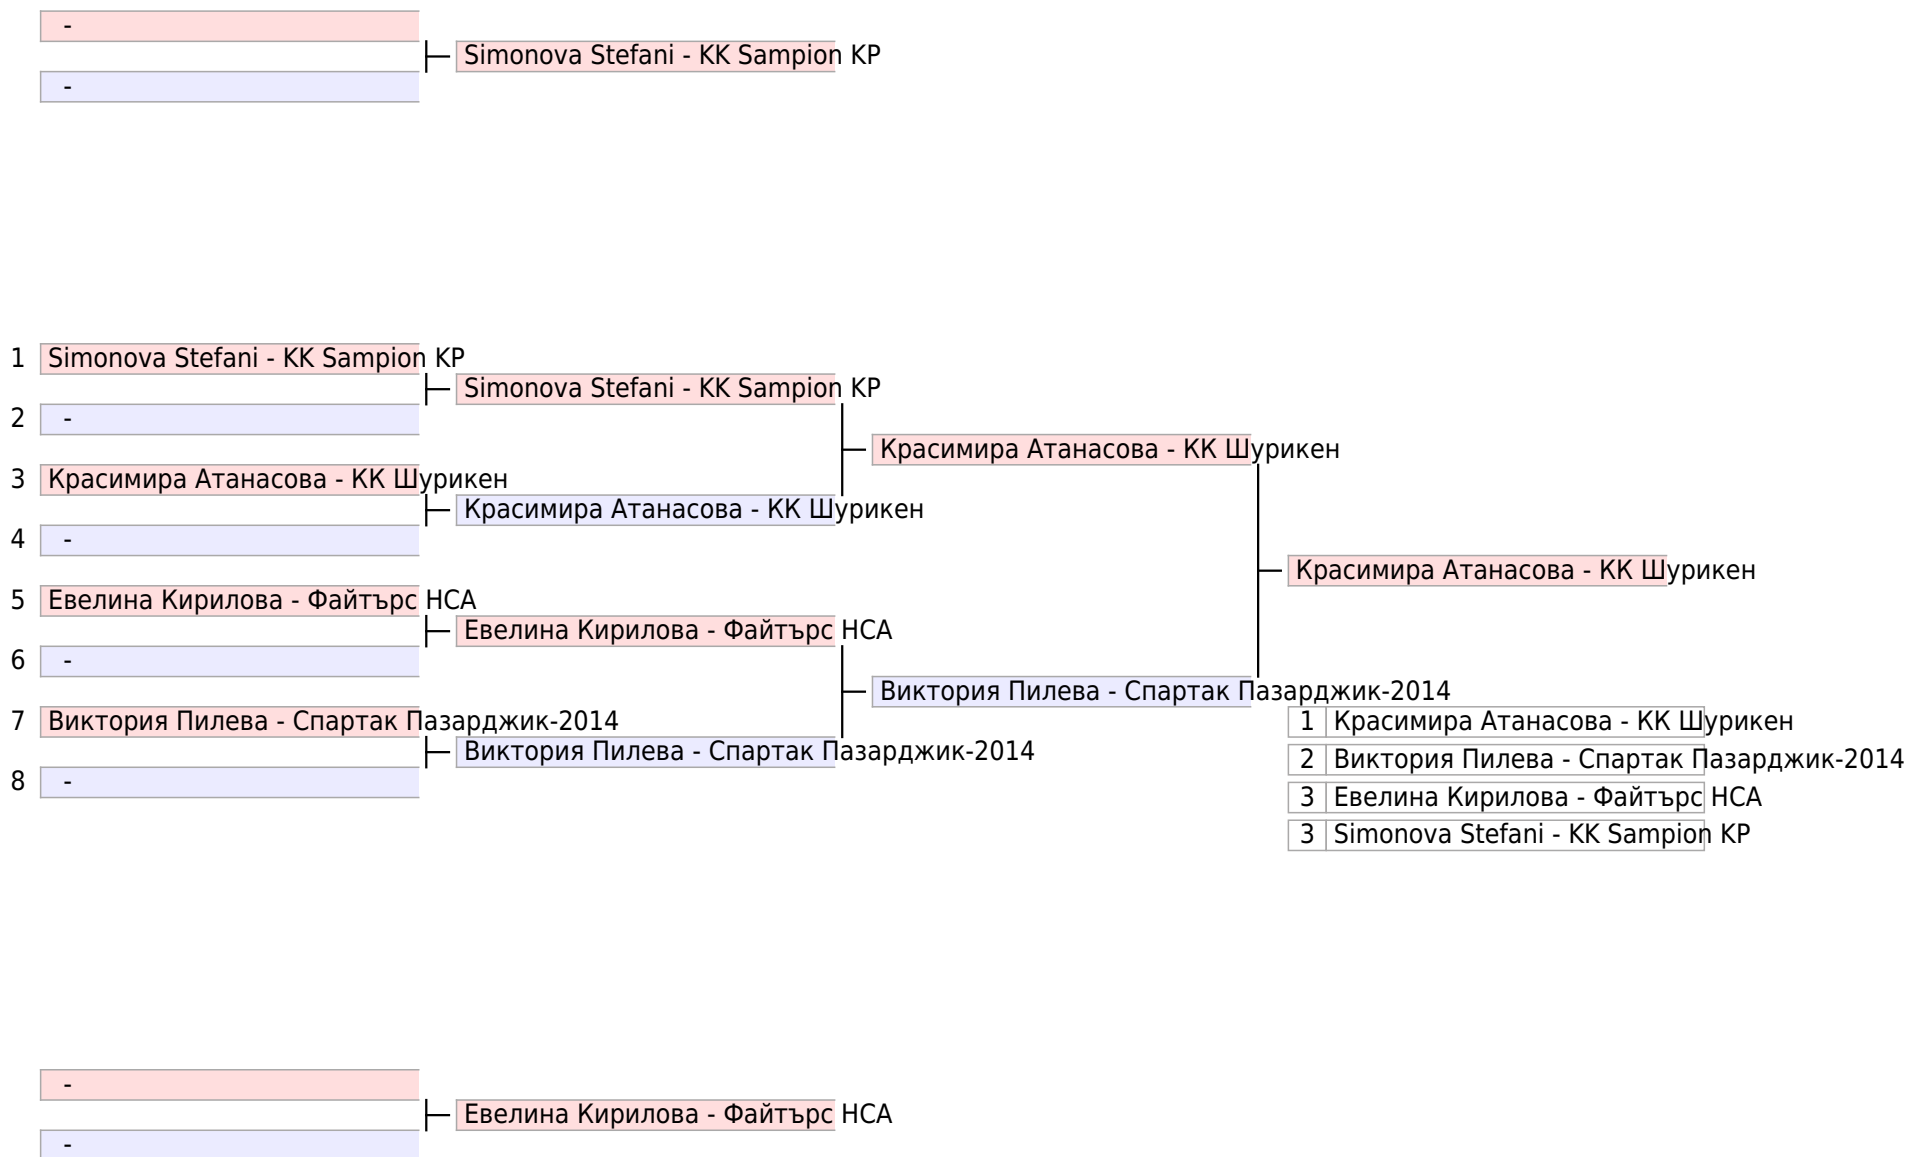 -
Simonova Stefani - KK Sampion KP
-
1 Simonova Stefani - KK Sampion KP
Simonova Stefani - KK Sampion KP
2 -
Красимира Атанасова - КК Шурикен
3 Красимира Атанасова - КК Шурикен
Красимира Атанасова - КК Шурикен
4 -
Красимира Атанасова - КК Шурикен
5 Евелина Кирилова - Файтърс НСА
Евелина Кирилова - Файтърс НСА
6 -
Виктория Пилева - Спартак Пазарджик-2014
7 Виктория Пилева - Спартак Пазарджик-2014
1 Красимира Атанасова - КК Шурикен
Виктория Пилева - Спартак Пазарджик-2014
2 Виктория Пилева - Спартак Пазарджик-2014
8 -
3 Евелина Кирилова - Файтърс НСА
3 Simonova Stefani - KK Sampion KP
-
Евелина Кирилова - Файтърс НСА
-